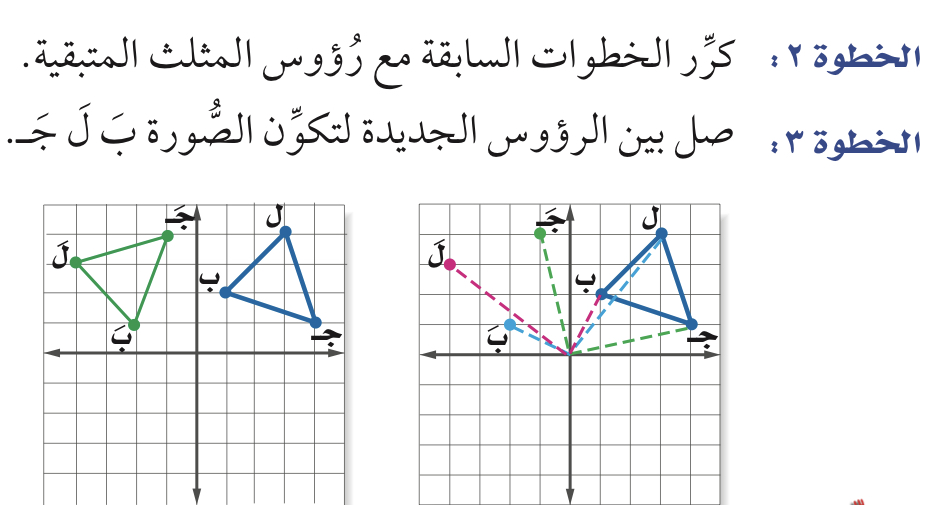 الخطوة ٢: كرِّر الخطوات السابقة مع رُؤوس المثلث المتبقية.
الخطوة ٣: صل بين الرؤوس الجديدة لتكوِّن الصُّورة بَ لَ جَـ.
ل
جَـ
لَ
ب
بَ
جـ
جَـ
ل
لَ
ب
جـ
بَ